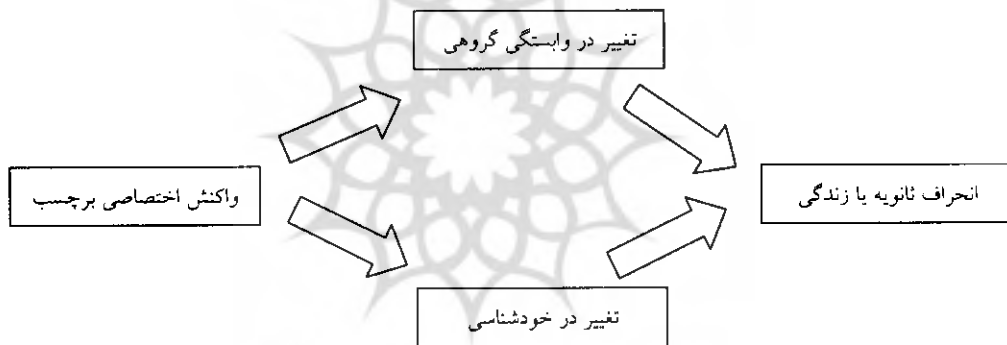 تغییر در وابستگی گروهی
واکنش اختصاصی برچسب
انحراف ثانویه یا زندگی
تغییر در خودشناسی